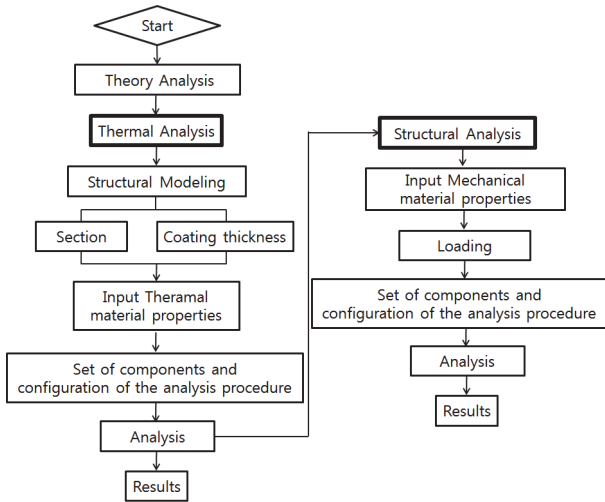 Start
Theory Analysis
Thermal Analysis
Structural Modeling
Section
Coating thickness
Input Theramal
material properties
Set of components and
configuration of the analysis procedure
Analysis
Results
Structural Analysis
Input Mechanical
material properties
Loading
Set of components and
configuration of the analysis procedure
Analysis
Results